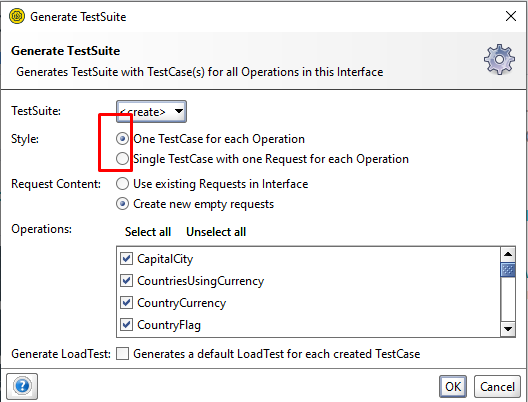 Generate TestSuite
Generate TestSuite
Generates TestSuite with TestCase(s) for all Operations in this Interface
TestSuite: <create>
Style: One TestCase for each Operation
Single TestCase with one Request for each Operation
Request Content: Use existing Requests in Interface
Create new empty requests
Operations: Select all Unselect all
CapitalCity
CountriesUsingCurrency
CountryCurrency
CountryFlag
Generate LoadTest: Generates a default LoadTest for each created TestCase
? OK Cancel